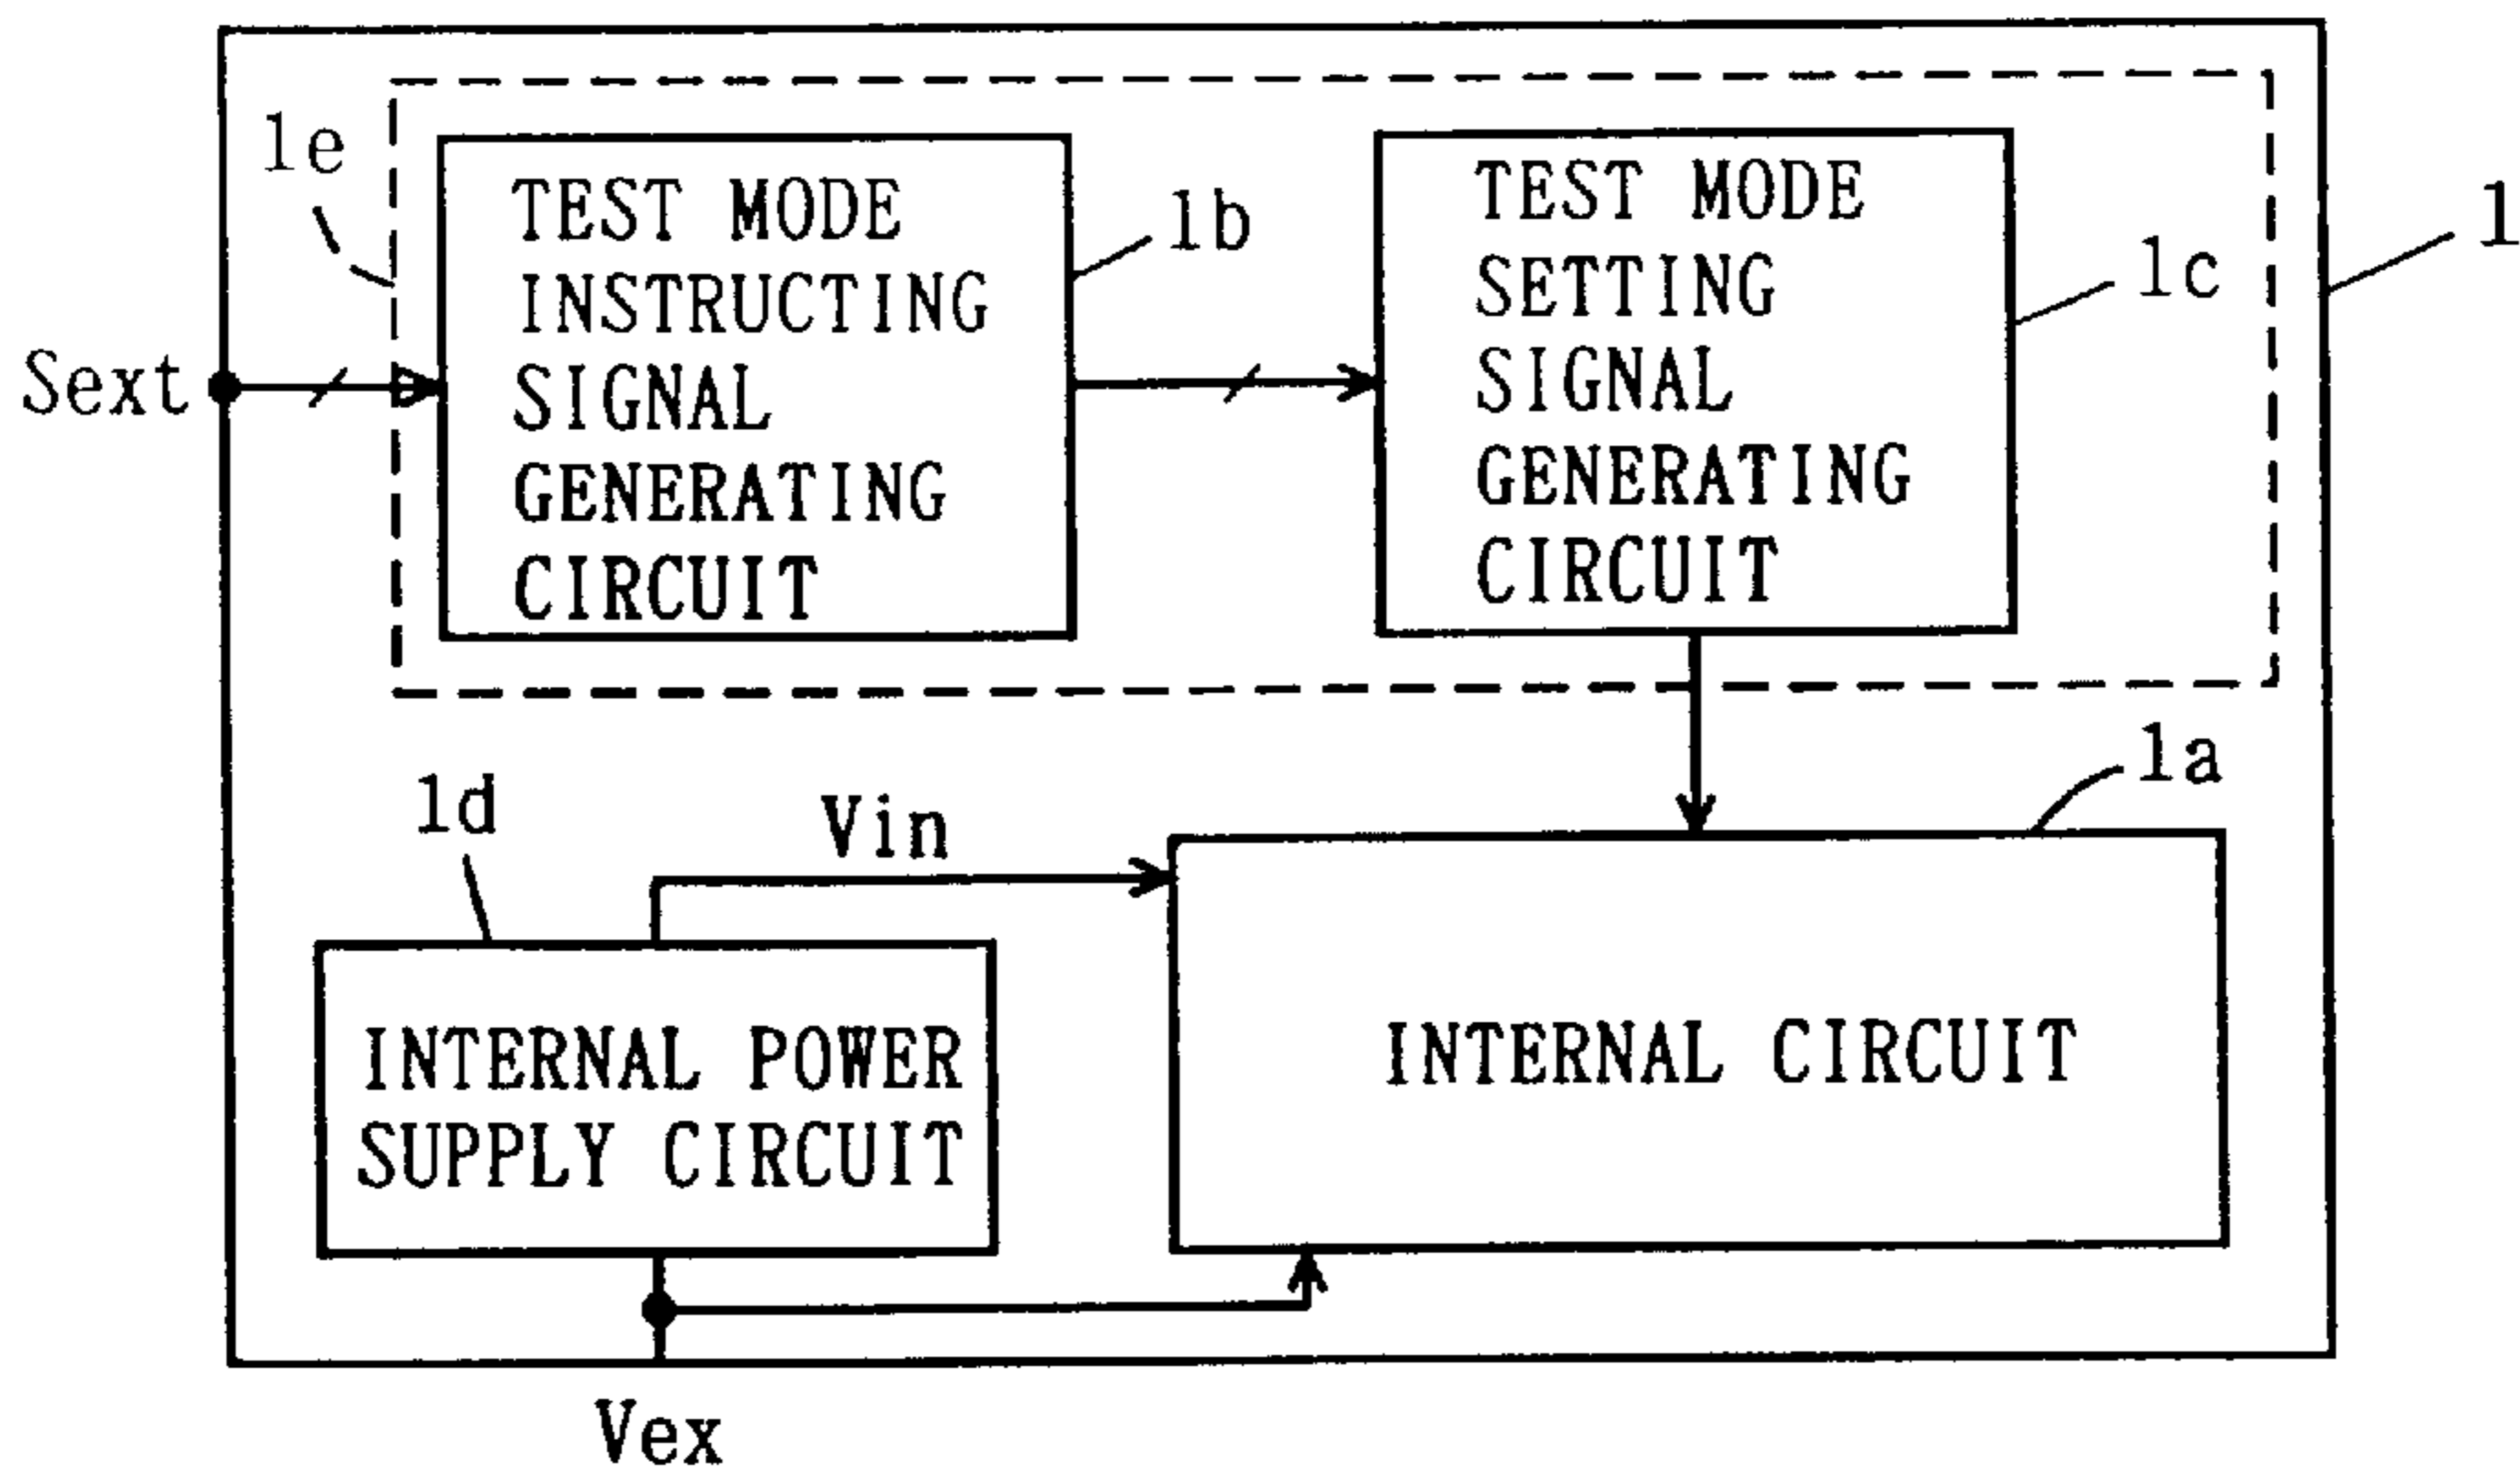 1e
TEST MODE
INSTRUCTING
SIGNAL
GENERATING
CIRCUIT
1b
TEST MODE
SETTING
SIGNAL
GENERATING
CIRCUIT
1c
1
Sext
1d
Vin
1a
INTERNAL POWER
SUPPLY CIRCUIT
INTERNAL CIRCUIT
Vex